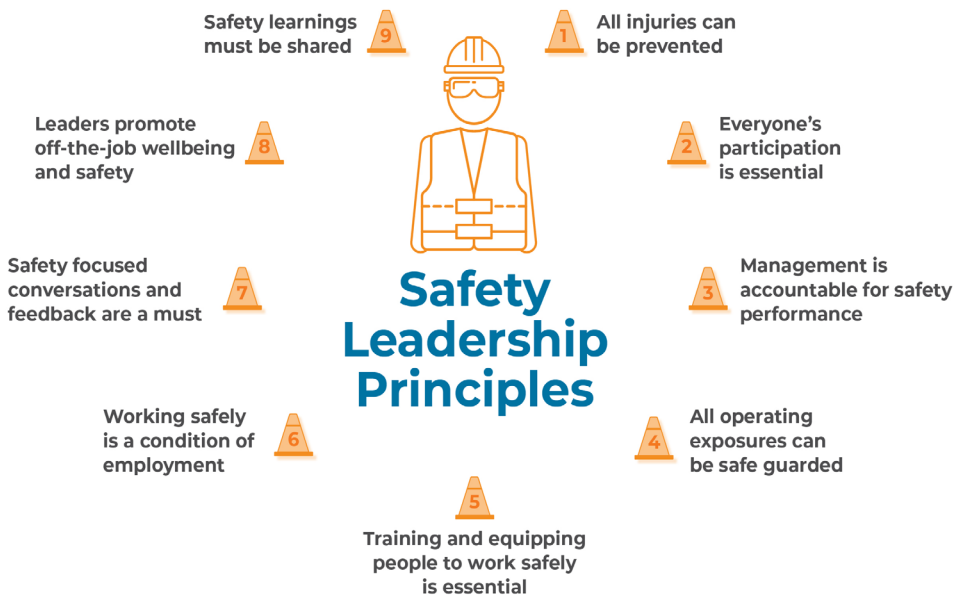 Safety Leadership Principles
1
All injuries can
be prevented
2
Everyone's
participation
is essential
3
Management is
accountable for safety
performance
4
All operating
exposures can
be safe guarded
5
Training and equipping
people to work safely
is essential
6
Working safely
is a condition of
employment
7
Safety focused
conversations and
feedback are a must
8
Leaders promote
off-the-job wellbeing
and safety
9
Safety learnings
must be shared